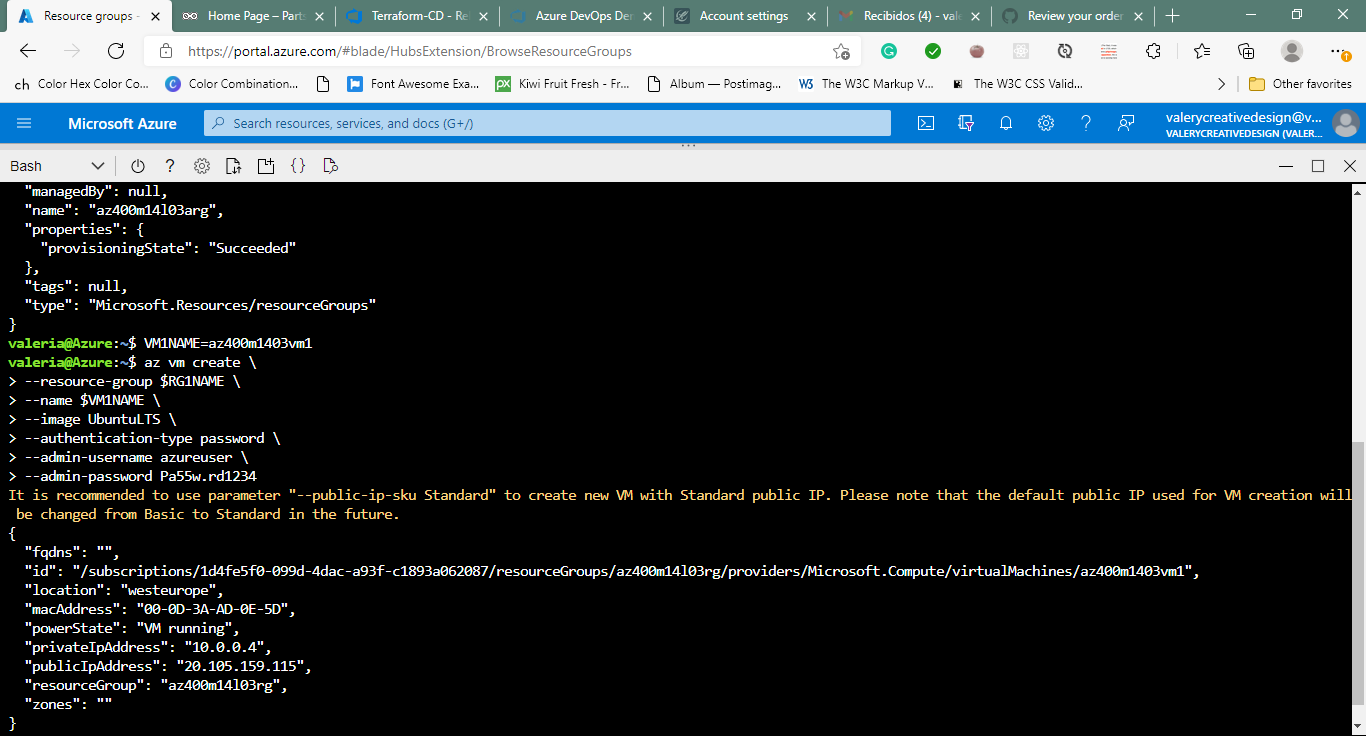 Resource groups -
Home Page – Part:
Terraform-CD - Re
Azure DevOps Der
Account settings
Recibidos (4) - vale
Review your order
https://portal.azure.com/#blade/HubsExtension/BrowseResourceGroups
ch Color Hex Color Co...
C Color Combination...
Font Awesome Exa...
px Kiwi Fruit Fresh - Fr...
Album — Postimag...
W3 The W3C Markup V...
The W3C CSS Valid...
Other favorites
Microsoft Azure
Search resources, services, and docs (G+/)
valerycreativedesign@v...
VALERYCREATIVEDESIGN (VALER...
Bash
"managedBy": null,
"name": "az400m14l03arg",
"properties": {
"provisioningState": "Succeeded"
},
"tags": null,
"type": "Microsoft.Resources/resourceGroups"
}
valeria@Azure:~$ VM1NAME=az400m1403vm1
valeria@Azure:~$ az vm create \
> --resource-group $RG1NAME \
> --name $VM1NAME \
> --image UbuntuLTS \
> --authentication-type password \
> --admin-username azureuser \
> --admin-password Pa55w.rd1234
It is recommended to use parameter "--public-ip-sku Standard" to create new VM with Standard public IP. Please note that the default public IP used for VM creation will
be changed from Basic to Standard in the future.
{
"fqdns": "",
"id": "/subscriptions/1d4fe5f0-099d-4dac-a93f-c1893a062087/resourceGroups/az400m14l03rg/providers/Microsoft.Compute/virtualMachines/az400m1403vm1",
"location": "westeurope",
"macAddress": "00-0D-3A-AD-0E-5D",
"powerState": "VM running",
"privateIpAddress": "10.0.0.4",
"publicIpAddress": "20.105.159.115",
"resourceGroup": "az400m14l03rg",
"zones": ""
}